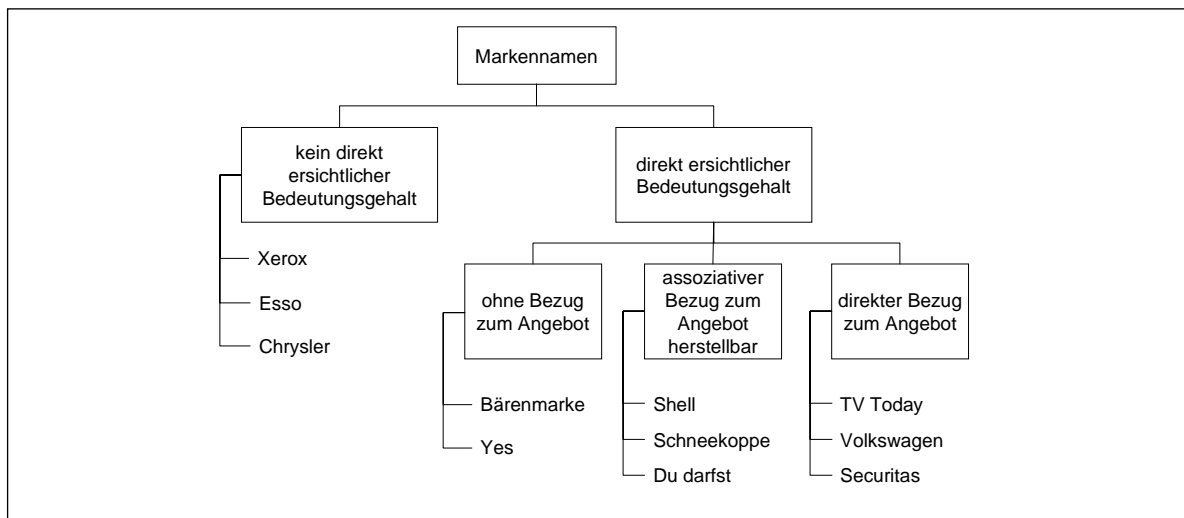 Markennamen
kein direkt
ersichtlicher
Bedeutungsgehalt
direkt ersichtlicher
Bedeutungsgehalt
Xerox
Esso
Chrysler
ohne Bezug
zum Angebot
assoziativer
Bezug zum
Angebot
herstellbar
direkter Bezug
zum Angebot
Bärenmarke
Yes
Shell
Schneekoppe
Du darfst
TV Today
Volkswagen
Securitas